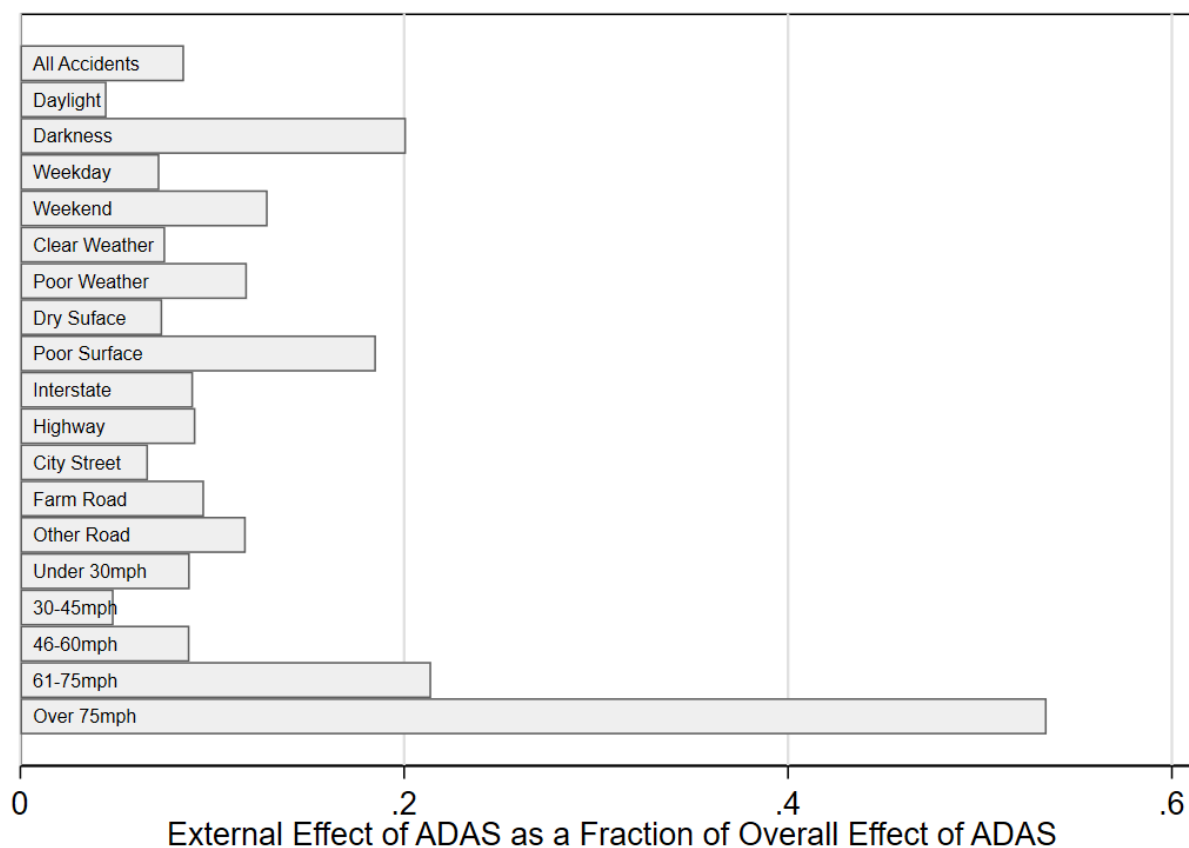 All Accidents
Daylight
Darkness
Weekday
Weekend
Clear Weather
Poor Weather
Dry Suface
Poor Surface
Interstate
Highway
City Street
Farm Road
Other Road
Under 30mph
30-45mph
46-60mph
61-75mph
Over 75mph
0 .2 .4 .6
External Effect of ADAS as a Fraction of Overall Effect of ADAS